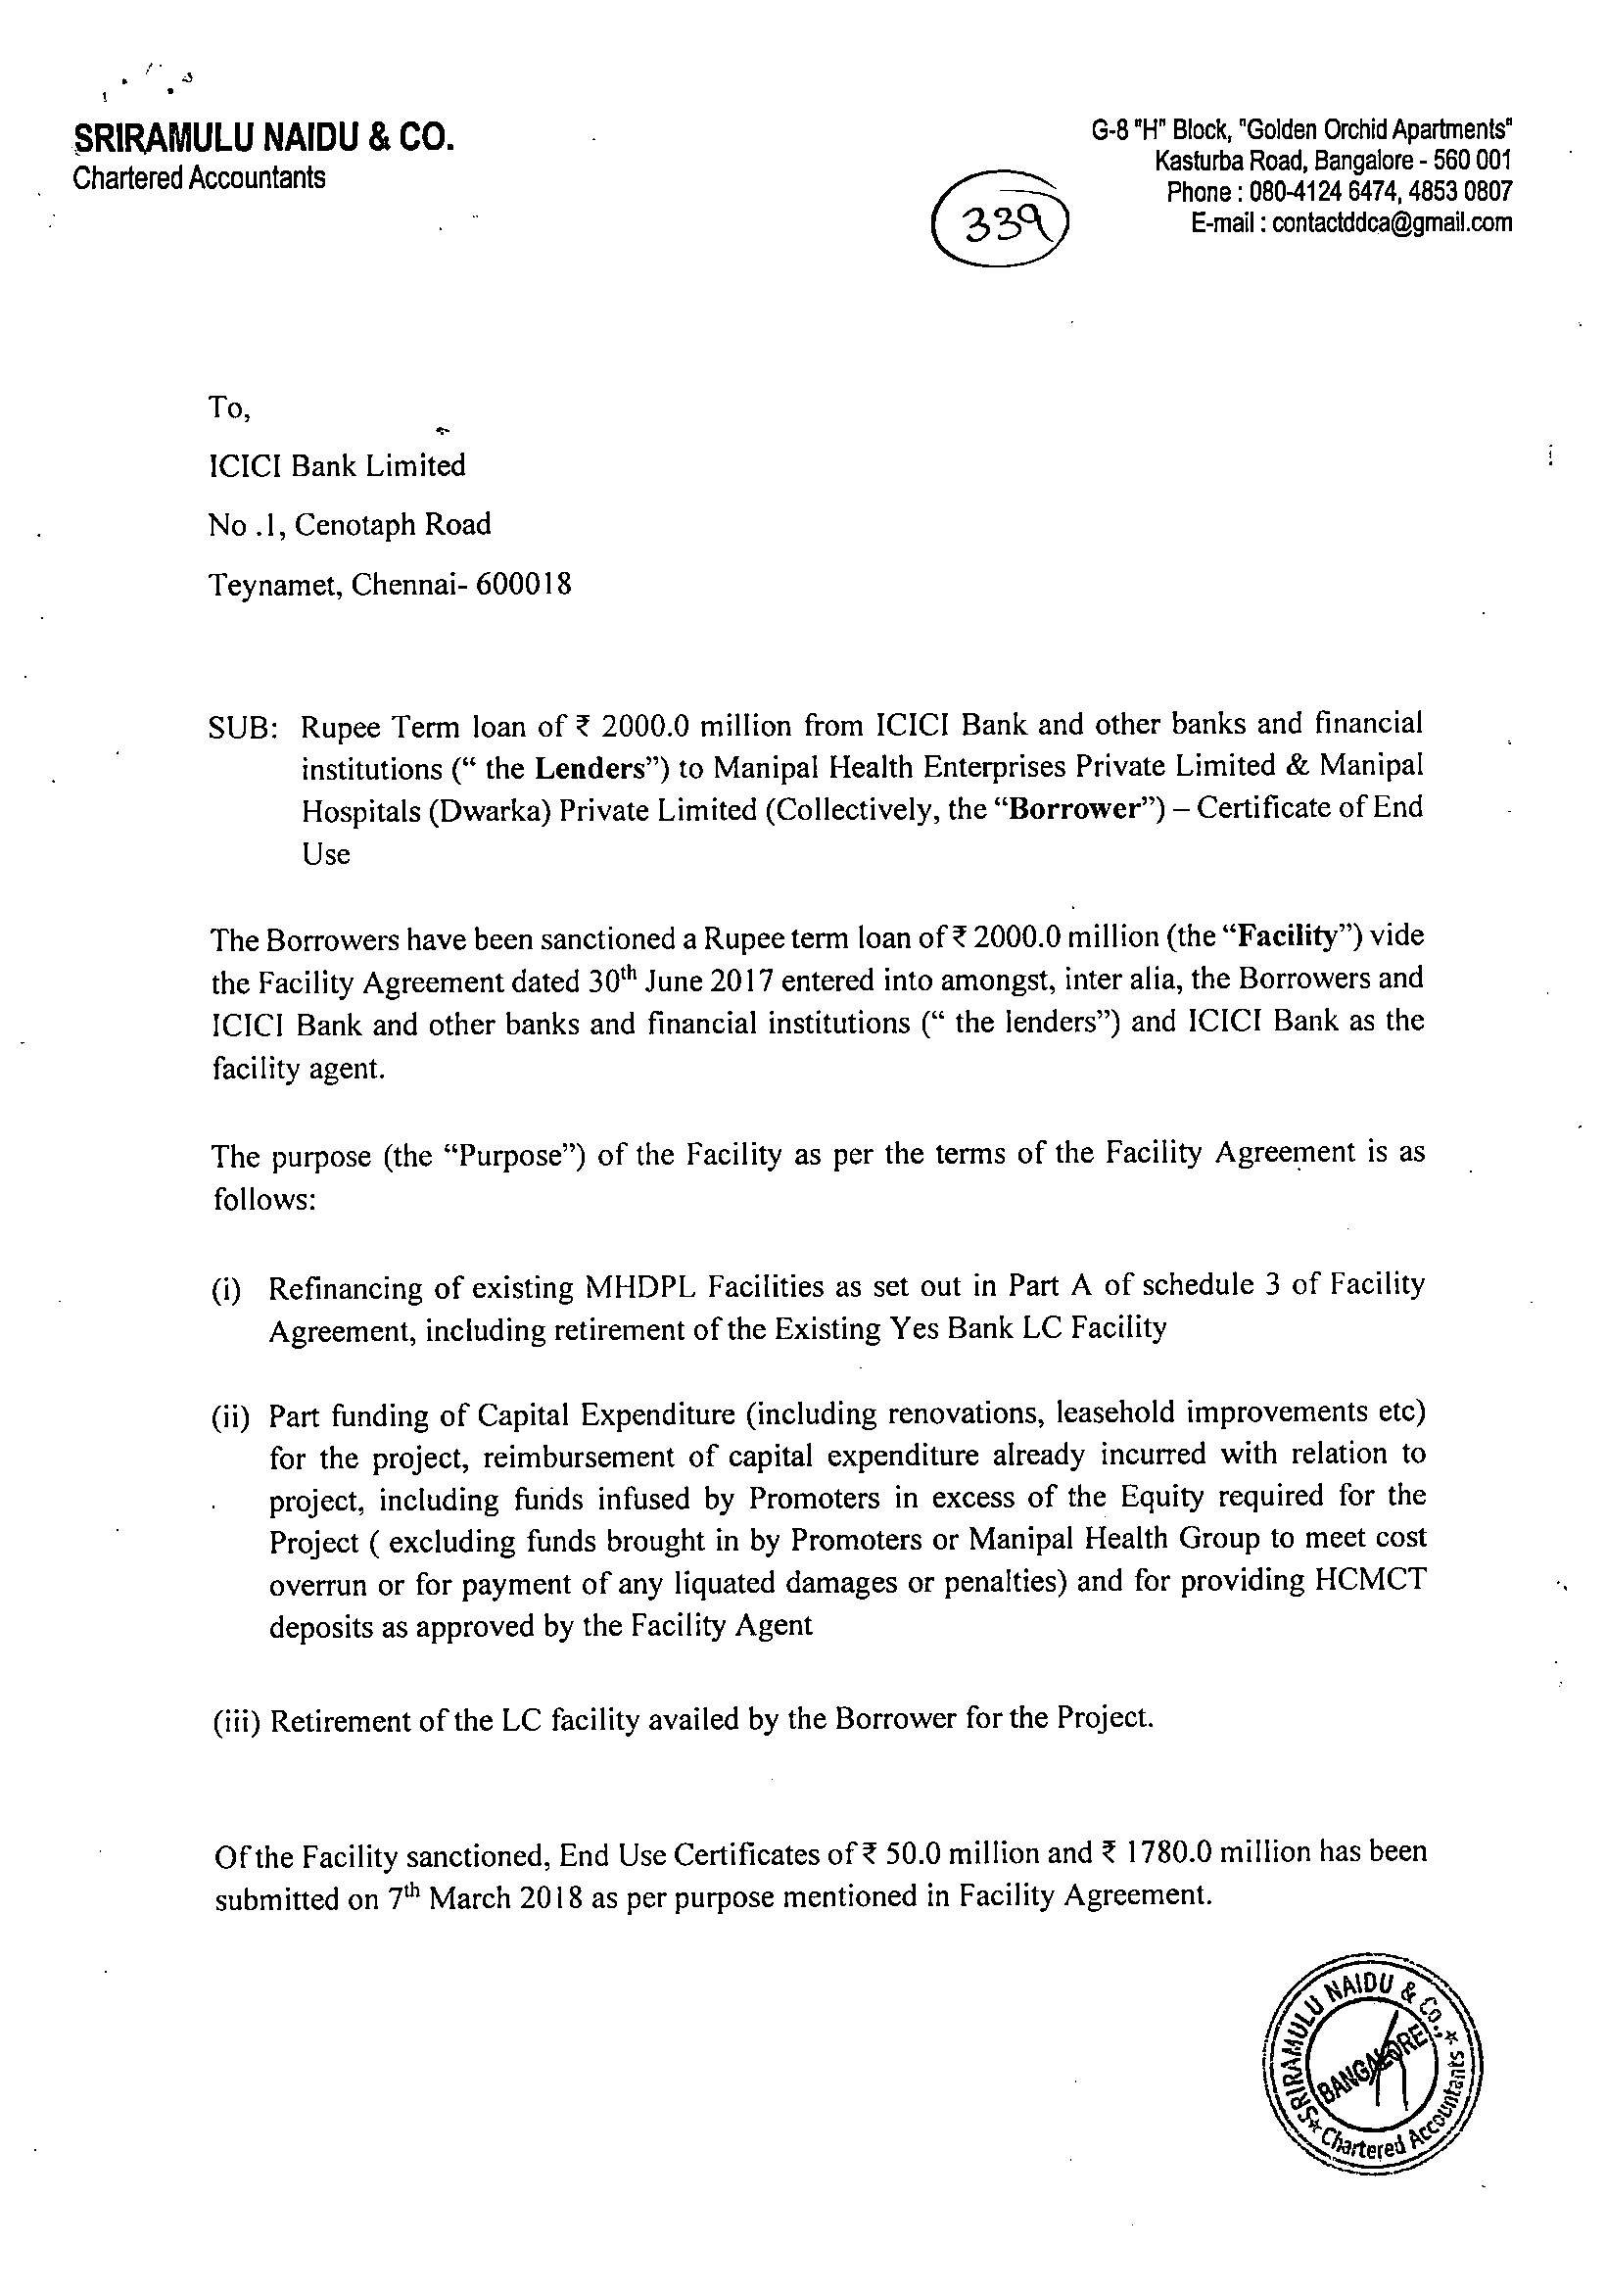 SRIRAMULU NAIDU & CO.
Chartered Accountants
G-8 "H" Block, "Golden Orchid Apartments"
Kasturba Road, Bangalore - 560 001
Phone : 080-4124 6474, 4853 0807
E-mail : contactddca@gmail.com
339
To,
ICICI Bank Limited
No .1, Cenotaph Road
Teynamet, Chennai- 600018
SUB: Rupee Term loan of ₹ 2000.0 million from ICICI Bank and other banks and financial
institutions (“ the Lenders”) to Manipal Health Enterprises Private Limited & Manipal
Hospitals (Dwarka) Private Limited (Collectively, the “Borrower”) – Certificate of End
Use
The Borrowers have been sanctioned a Rupee term loan of ₹ 2000.0 million (the “Facility”) vide
the Facility Agreement dated 30th June 2017 entered into amongst, inter alia, the Borrowers and
ICICI Bank and other banks and financial institutions (“ the lenders”) and ICICI Bank as the
facility agent.
The purpose (the “Purpose”) of the Facility as per the terms of the Facility Agreement is as
follows:
(i) Refinancing of existing MHDPL Facilities as set out in Part A of schedule 3 of Facility
Agreement, including retirement of the Existing Yes Bank LC Facility
(ii) Part funding of Capital Expenditure (including renovations, leasehold improvements etc)
for the project, reimbursement of capital expenditure already incurred with relation to
project, including funds infused by Promoters in excess of the Equity required for the
Project ( excluding funds brought in by Promoters or Manipal Health Group to meet cost
overrun or for payment of any liquated damages or penalties) and for providing HCMCT
deposits as approved by the Facility Agent
(iii) Retirement of the LC facility availed by the Borrower for the Project.
Of the Facility sanctioned, End Use Certificates of ₹ 50.0 million and ₹ 1780.0 million has been
submitted on 7th March 2018 as per purpose mentioned in Facility Agreement.
SRIRAMULU NAIDU & Co.,
BANGALORE
Chartered Accountants